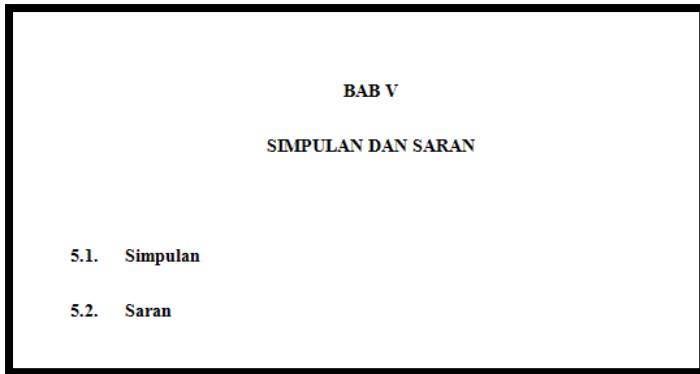 BAB V
SIMPULAN DAN SARAN
5.1. Simpulan
5.2. Saran